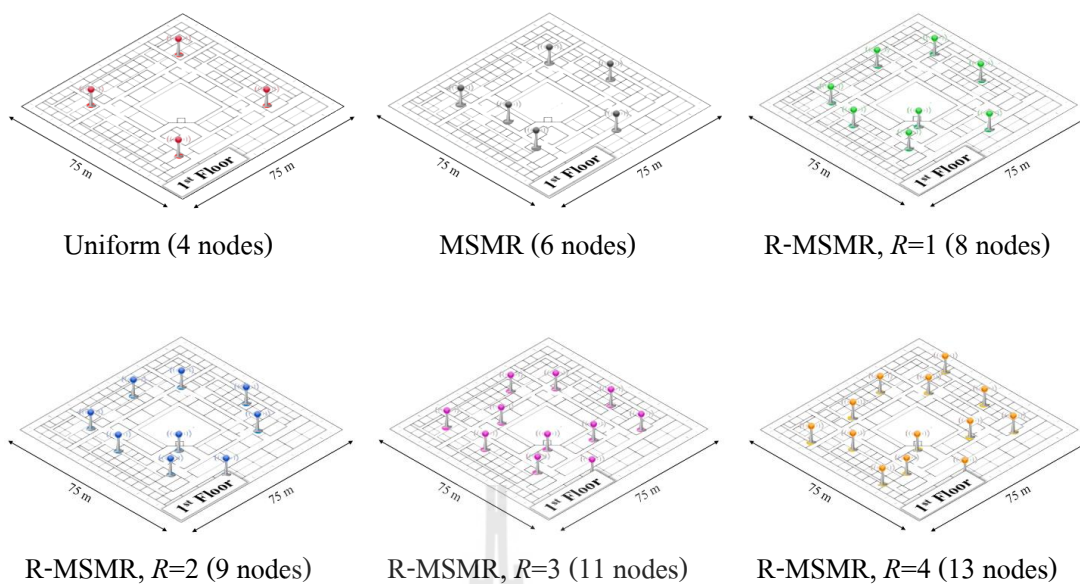 75 m
1st Floor
75 m
Uniform (4 nodes)
75 m
1st Floor
75 m
MSMR (6 nodes)
75 m
1st Floor
75 m
R-MSMR, R=1 (8 nodes)
75 m
1st Floor
75 m
R-MSMR, R=2 (9 nodes)
75 m
1st Floor
75 m
R-MSMR, R=3 (11 nodes)
75 m
1st Floor
75 m
R-MSMR, R=4 (13 nodes)